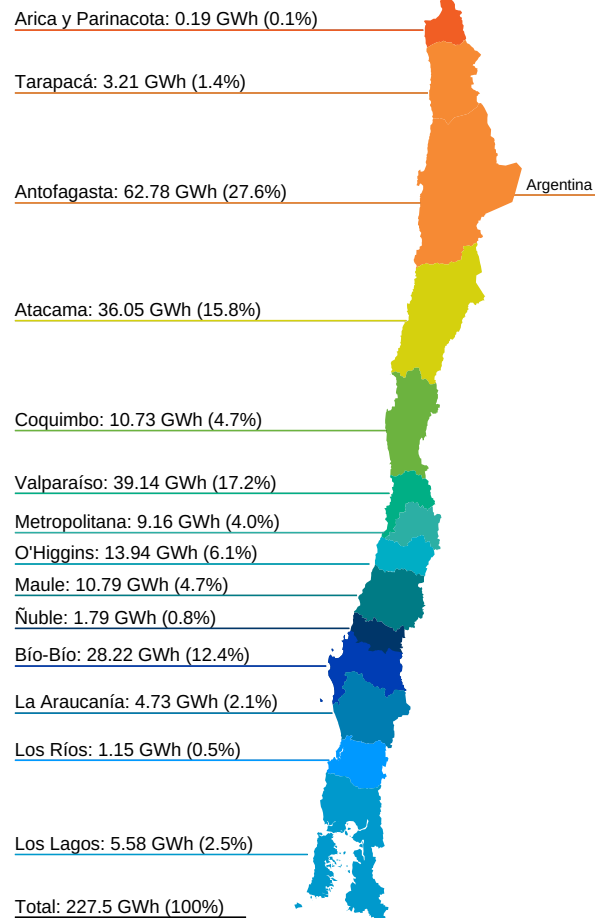 Arica y Parinacota: 0.19 GWh (0.1%)
Tarapacá: 3.21 GWh (1.4%)
Antofagasta: 62.78 GWh (27.6%)
Argentina
Atacama: 36.05 GWh (15.8%)
Coquimbo: 10.73 GWh (4.7%)
Valparaíso: 39.14 GWh (17.2%)
Metropolitana: 9.16 GWh (4.0%)
O'Higgins: 13.94 GWh (6.1%)
Maule: 10.79 GWh (4.7%)
Ñuble: 1.79 GWh (0.8%)
Bío-Bío: 28.22 GWh (12.4%)
La Araucanía: 4.73 GWh (2.1%)
Los Ríos: 1.15 GWh (0.5%)
Los Lagos: 5.58 GWh (2.5%)
Total: 227.5 GWh (100%)